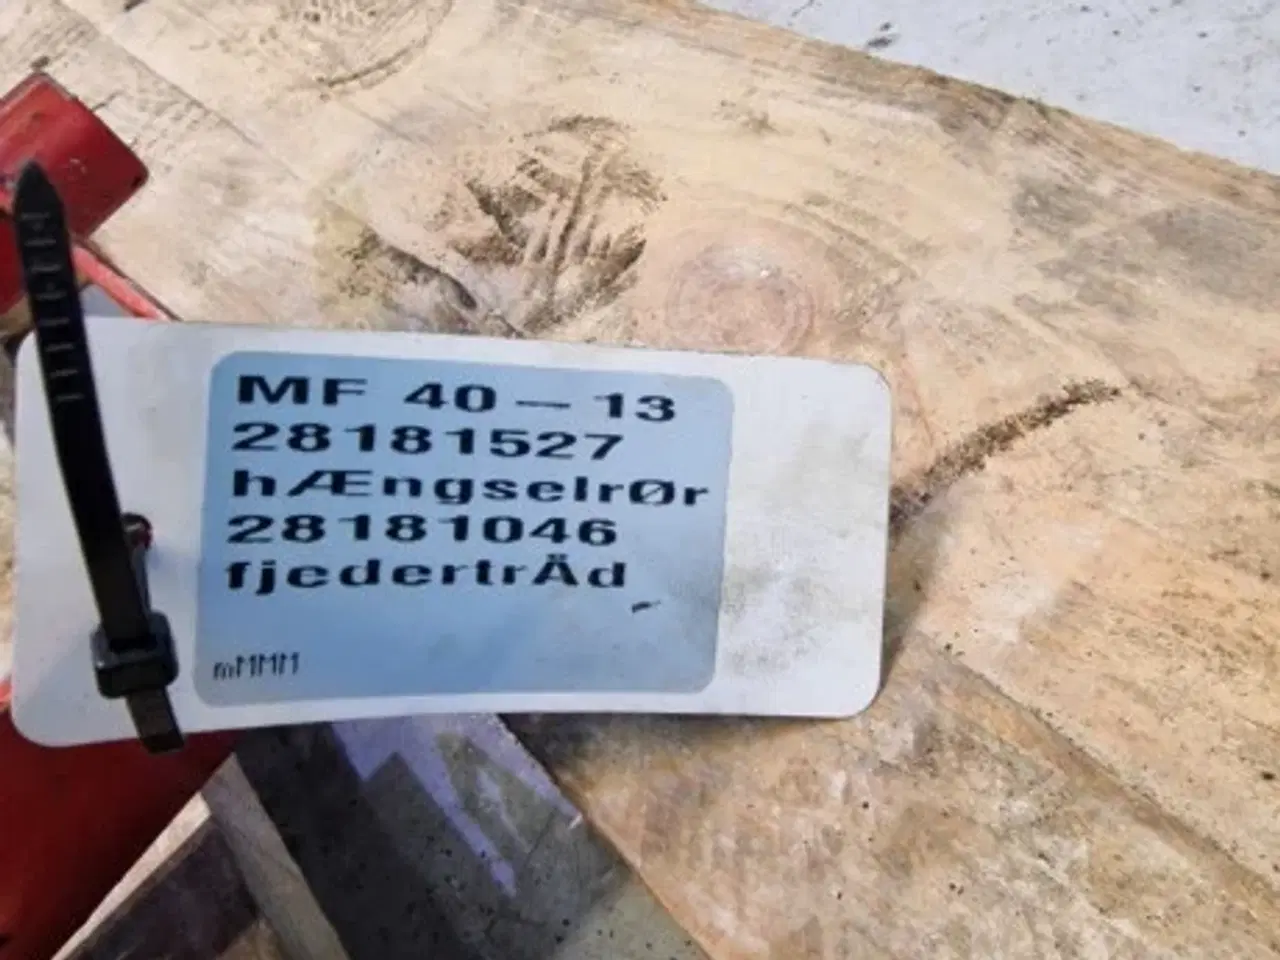 MF 40 — 13
28181527
hÆngselrØr
28181046
fjedertrÄd